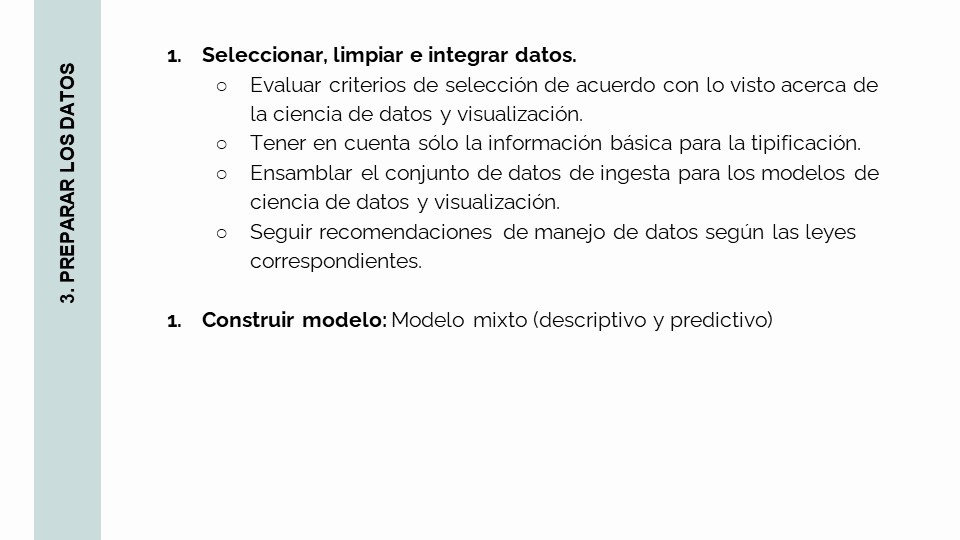 3. PREPARAR LOS DATOS
1. Seleccionar, limpiar e integrar datos.
○ Evaluar criterios de selección de acuerdo con lo visto acerca de
la ciencia de datos y visualización.
○ Tener en cuenta sólo la información básica para la tipificación.
○ Ensamblar el conjunto de datos de ingesta para los modelos de
ciencia de datos y visualización.
○ Seguir recomendaciones de manejo de datos según las leyes
correspondientes.
1. Construir modelo: Modelo mixto (descriptivo y predictivo)